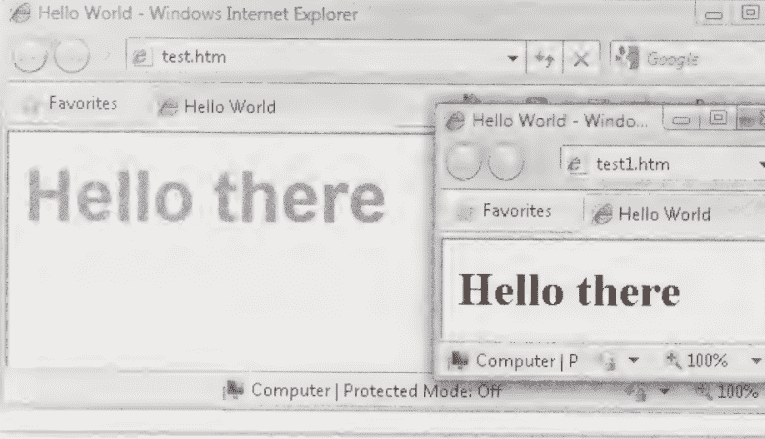 Hello World - Windows Internet Explorer
test.htm
Google
Favorites
Hello World
Hello there
Computer | Protected Mode: Off
100%
Hello World - Windo...
test1.htm
Favorites
Hello World
Hello there
Computer | P
100%